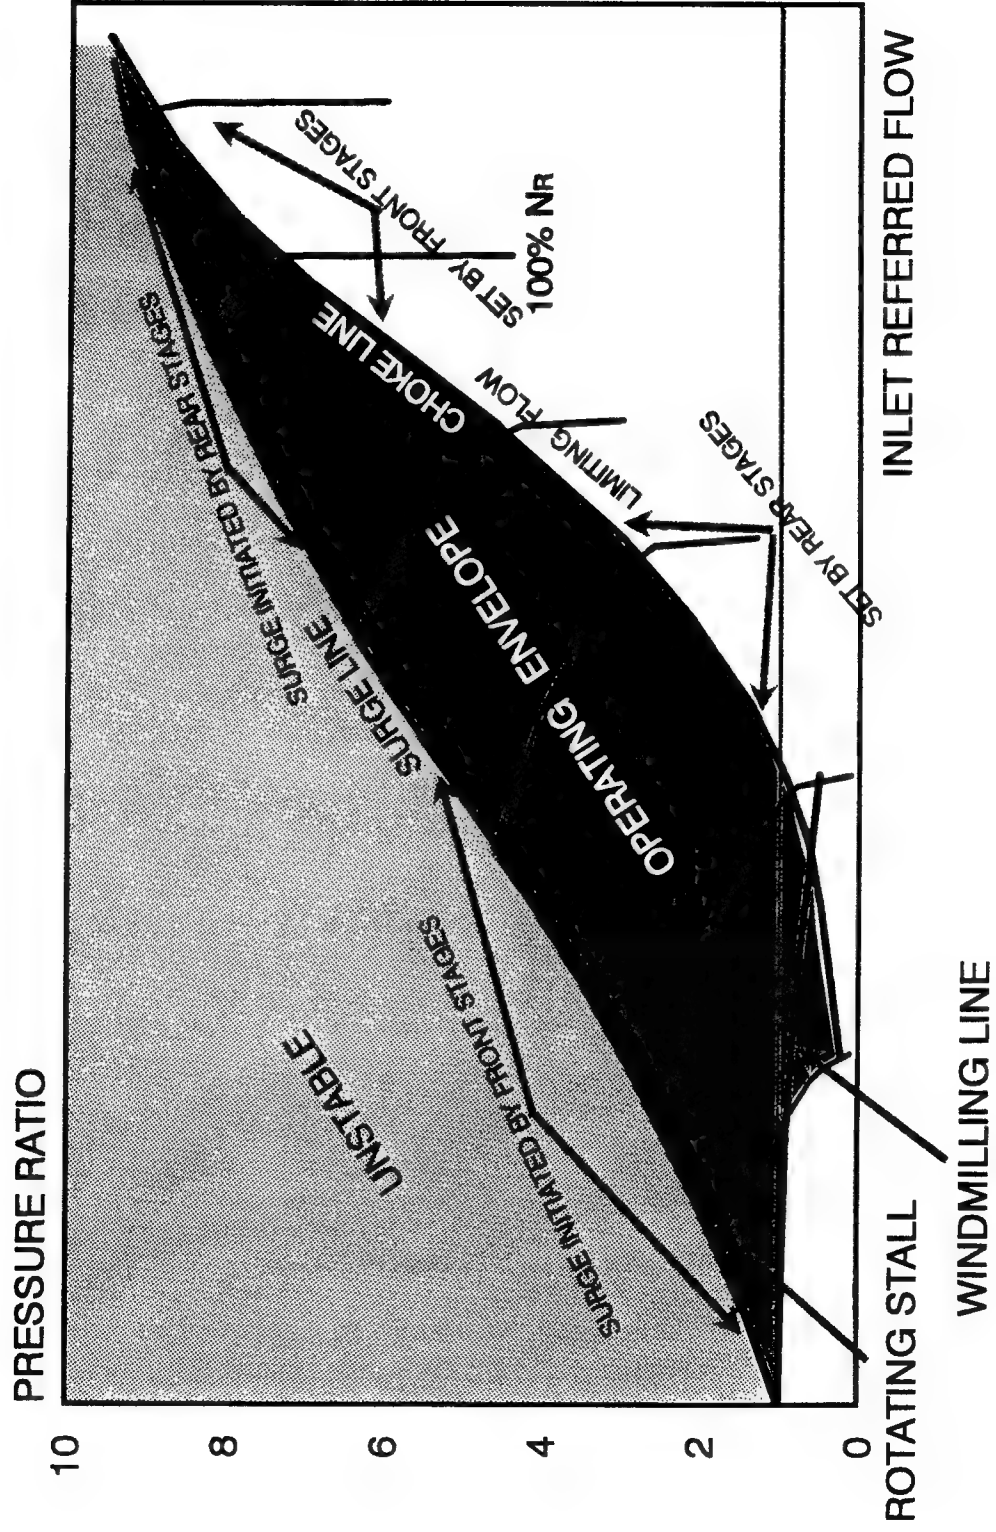 PRESSURE RATIO
10
8
6
4
2
0
UNSTABLE
SURGE INITIATED BY FRONT STAGES
SURGE LINE
SURGE INITIATED BY REAR STAGES
OPERATING ENVELOPE
CHOKE LINE
LIMITING FLOW
SET BY FRONT STAGES
100% NR
SET BY REAR STAGES
ROTATING STALL
WINDMILLING LINE
INLET REFERRED FLOW